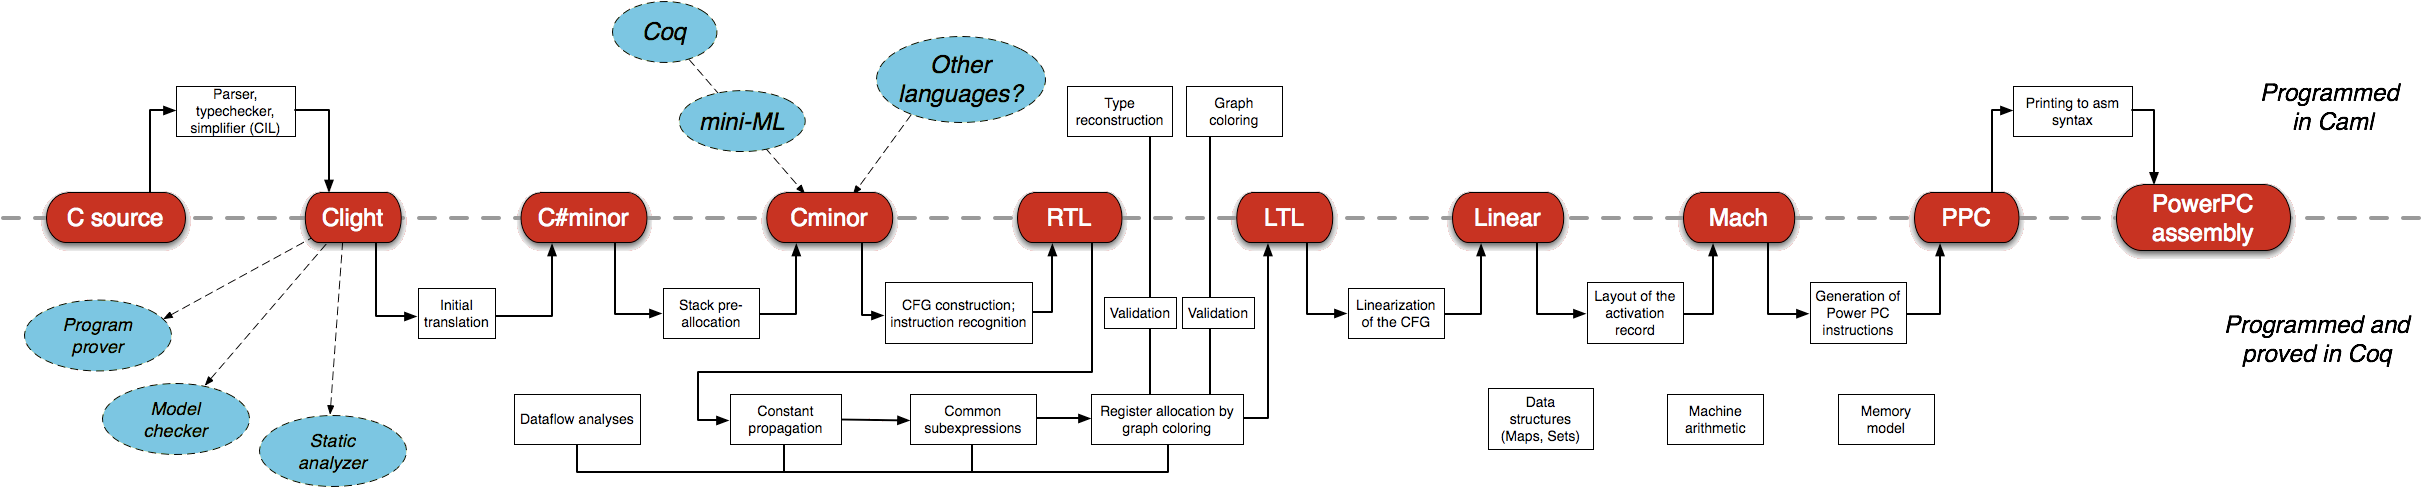 Coq
Other
languages?
mini-ML
Parser,
typechecker,
simplifier (CIL)
Type
reconstruction
Graph
coloring
Printing to asm
syntax
Programmed
in Caml
C source
Clight
C#minor
Cminor
RTL
LTL
Linear
Mach
PPC
PowerPC
assembly
Initial
translation
Stack pre-
allocation
CFG construction;
instruction recognition
Validation
Validation
Linearization
of the CFG
Layout of the
activation
record
Generation of
Power PC
instructions
Programmed and
proved in Coq
Program
prover
Model
checker
Static
analyzer
Dataflow analyses
Constant
propagation
Common
subexpressions
Register allocation by
graph coloring
Data
structures
(Maps, Sets)
Machine
arithmetic
Memory
model